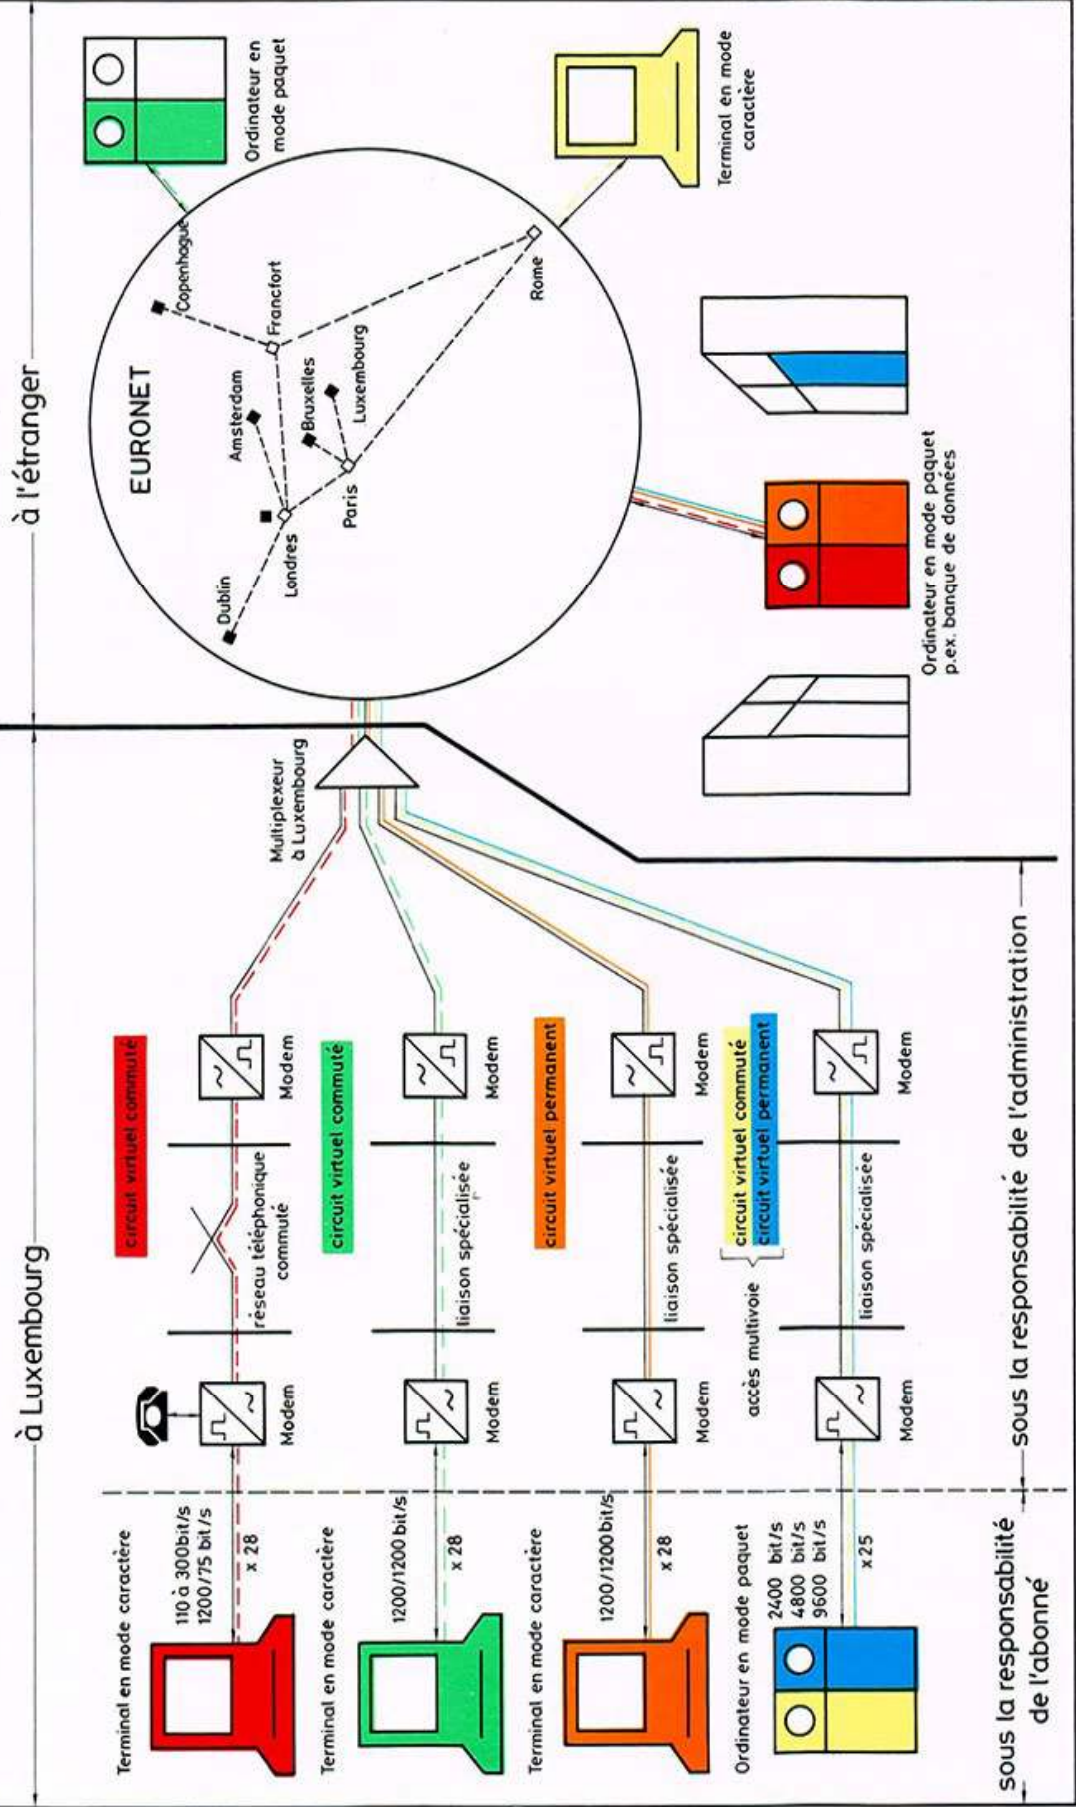 à Luxembourg
à l'étranger
Terminal en mode caractère
110 à 300bit/s
1200/75 bit/s
x 28
Modem
réseau téléphonique
commuté
circuit virtuel commuté
Modem
Terminal en mode caractère
1200/1200bit/s
x 28
Modem
liaison spécialisée
circuit virtuel commuté
Modem
Terminal en mode caractère
1200/1200bit/s
x 28
Modem
liaison spécialisée
circuit virtuel permanent
Modem
Ordinateur en mode paquet
2400 bit/s
4800 bit/s
9600 bit/s
x 25
Modem
accès multivoie
circuit virtuel commuté
circuit virtuel permanent
liaison spécialisée
Modem
Multiplexeur
à Luxembourg
EURONET
Dublin
Londres
Amsterdam
Paris
Bruxelles
Luxembourg
Francfort
Copenhague
Rome
Ordinateur en
mode paquet
Terminal en mode
caractère
Ordinateur en mode paquet
p.ex. banque de données
sous la responsabilité
de l'abonné
sous la responsabilité de l'administration